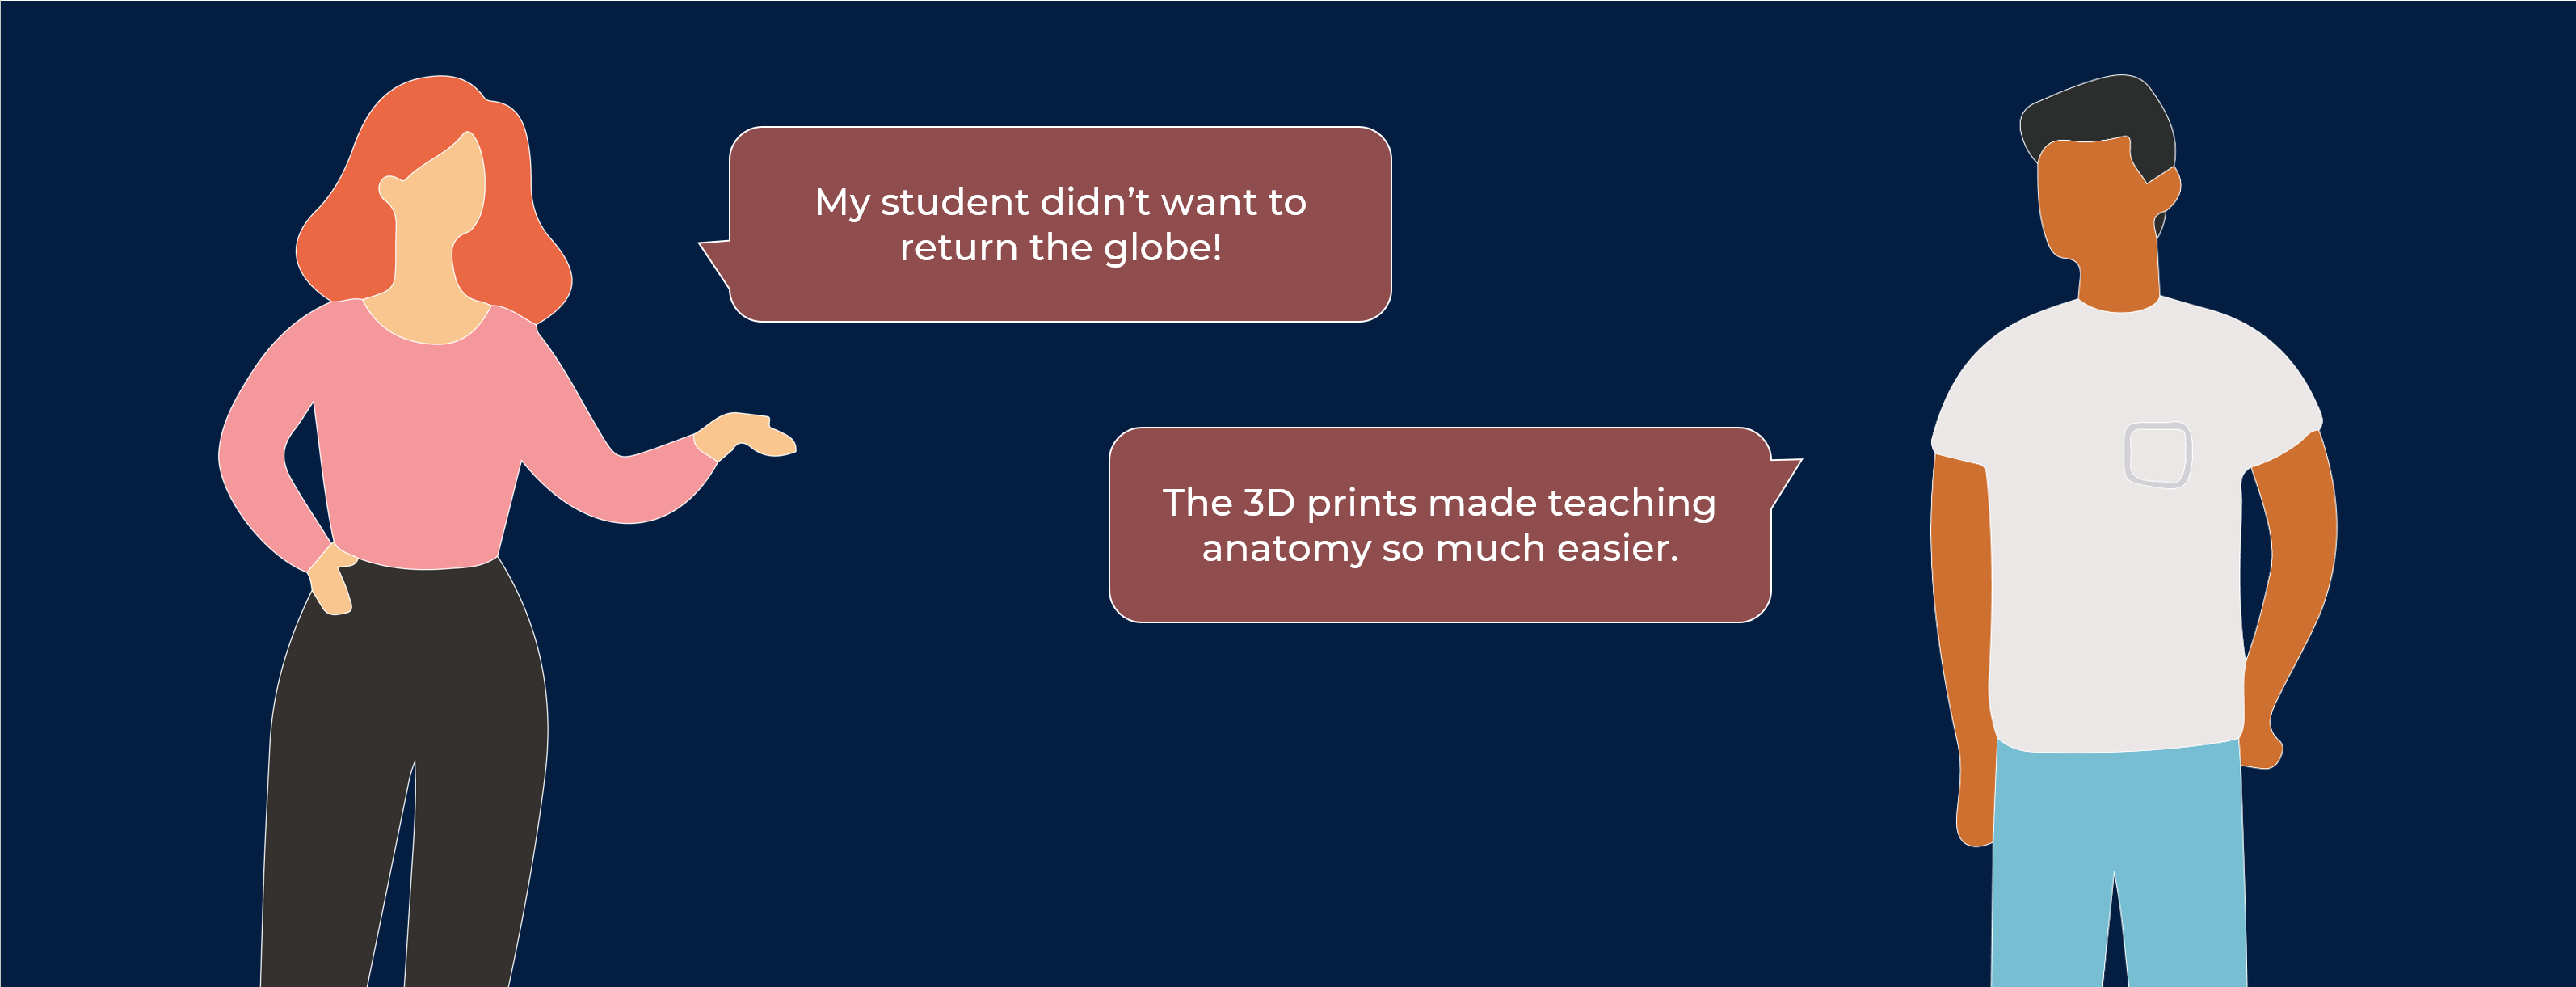 My student didn’t want to
return the globe!
The 3D prints made teaching
anatomy so much easier.